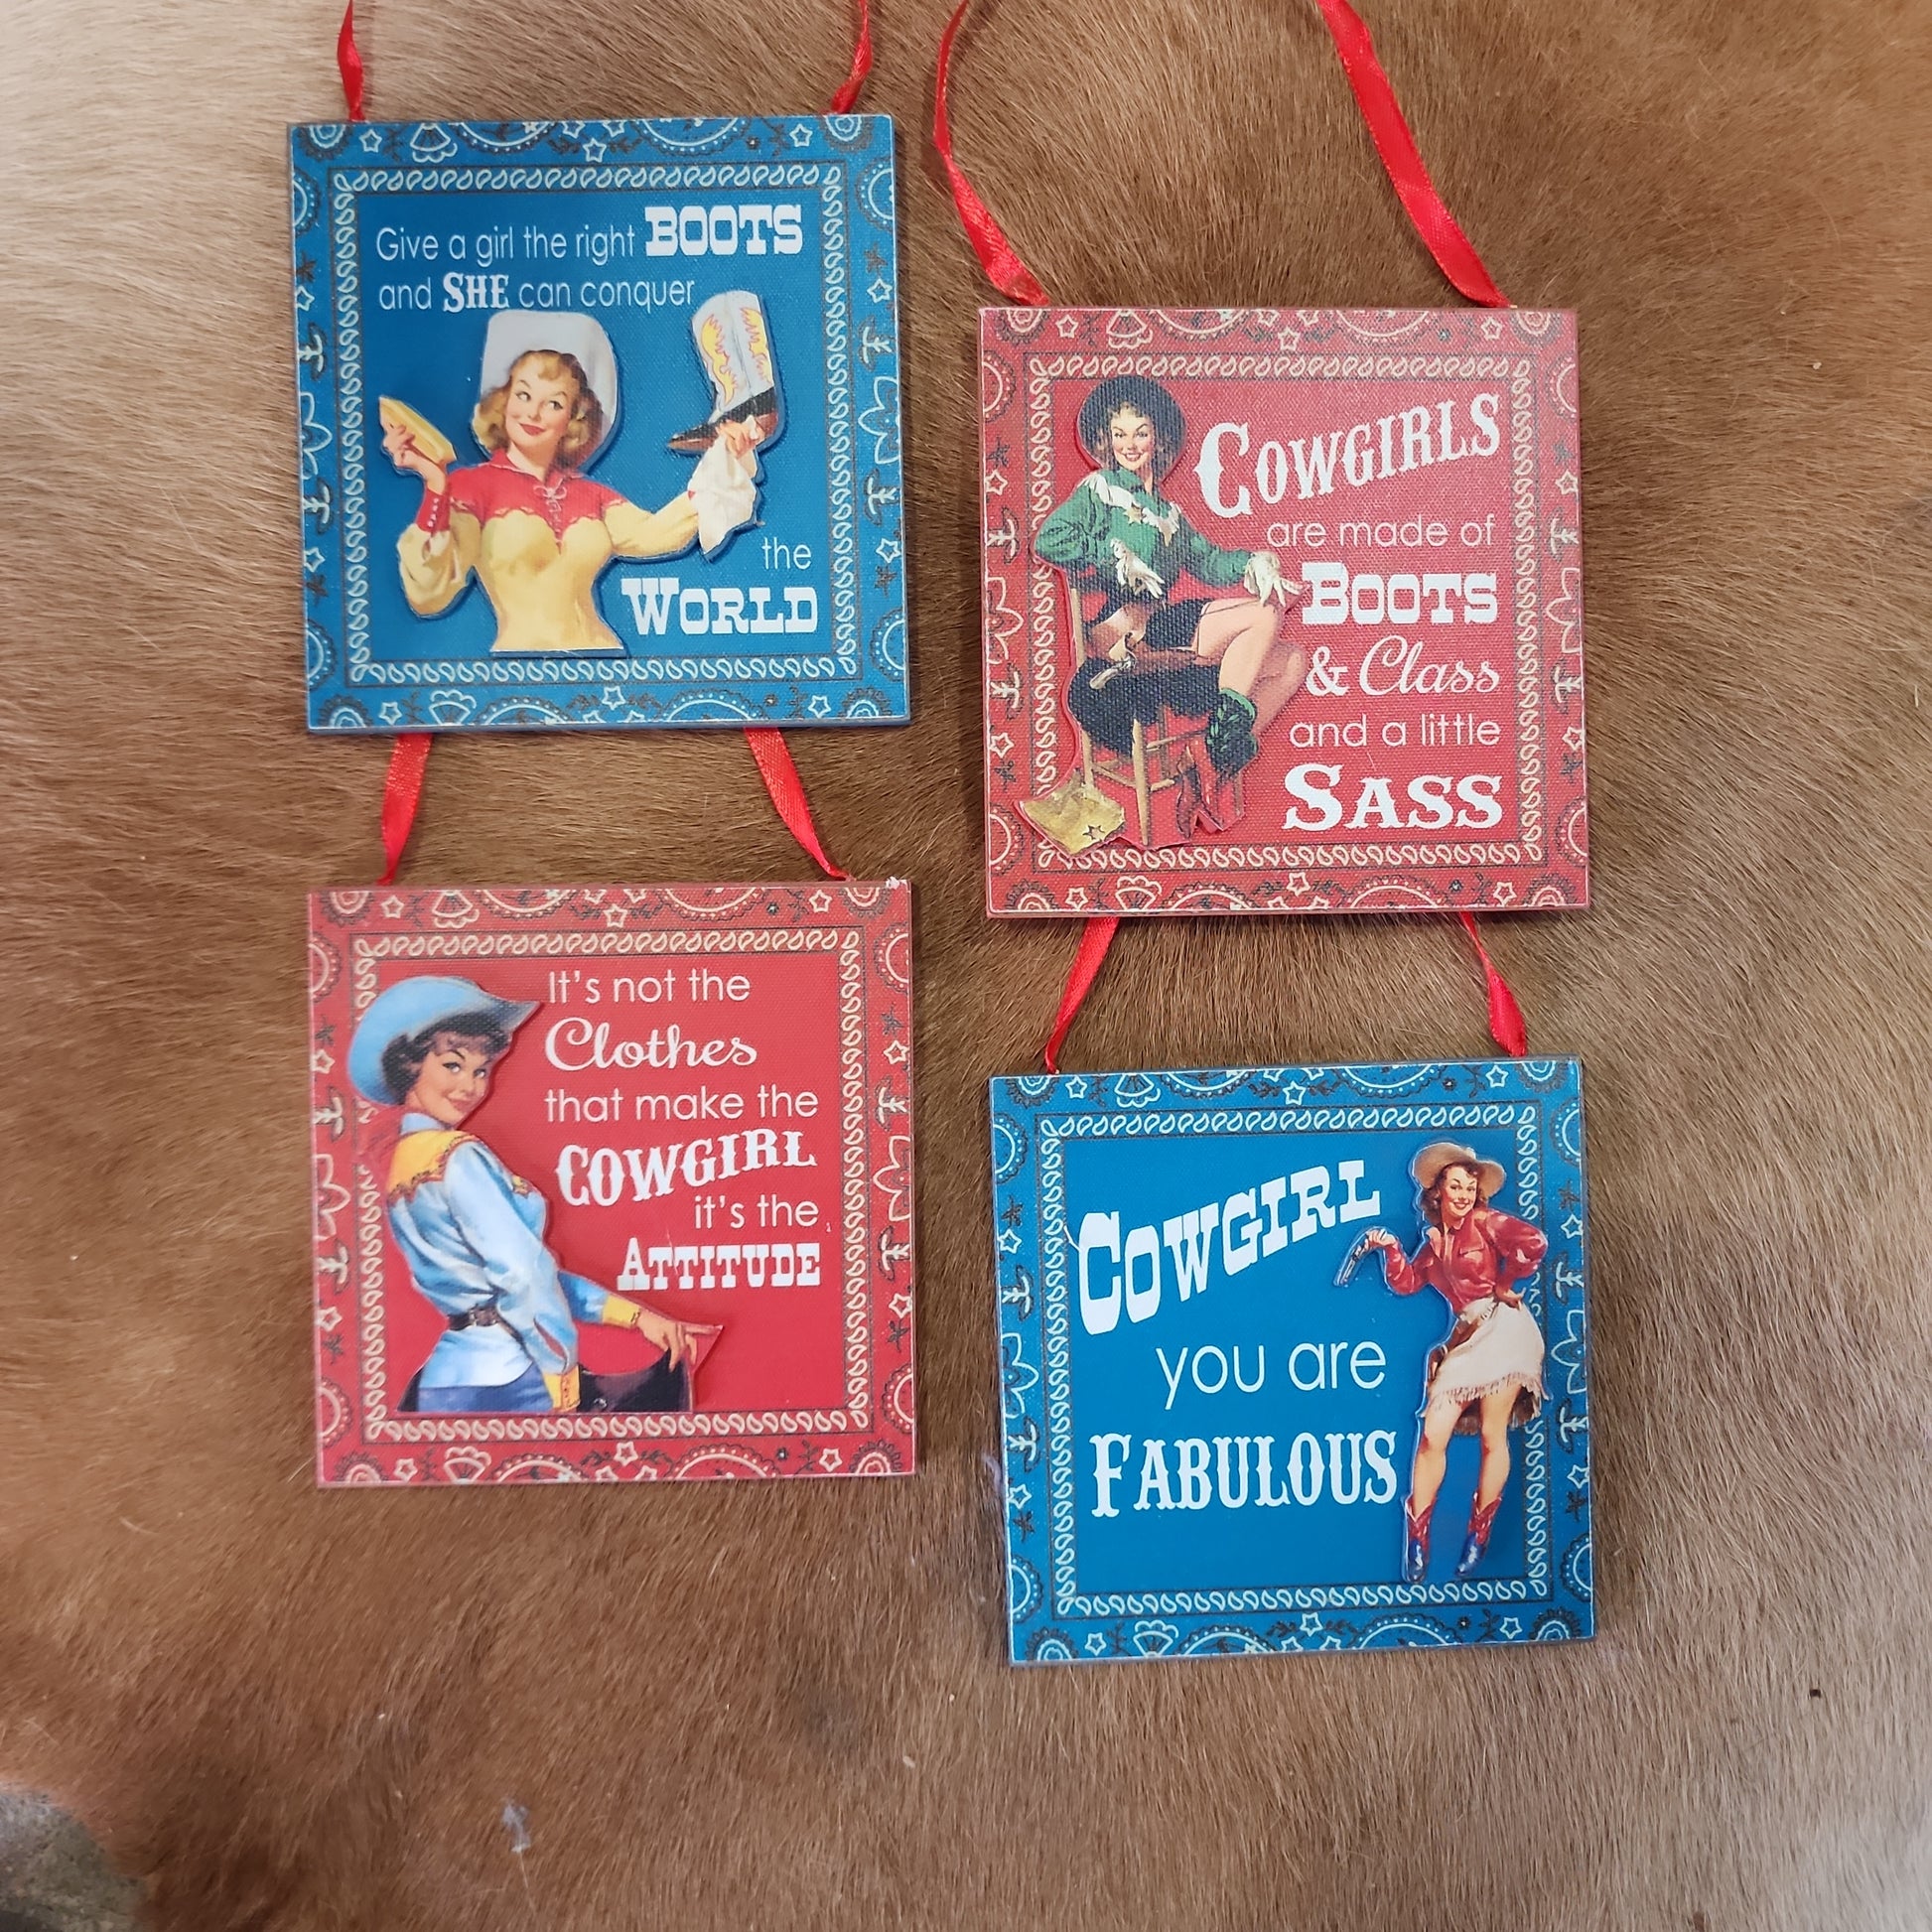 Give a girl the right BOOTS
and SHE can conquer
the
WORLD
COWGIRLS
are made of
BOOTS
& Class
and a little
SASS
It's not the
Clothes
that make the
COWGIRL
it's the
ATTITUDE
COWGIRL
you are
FABULOUS